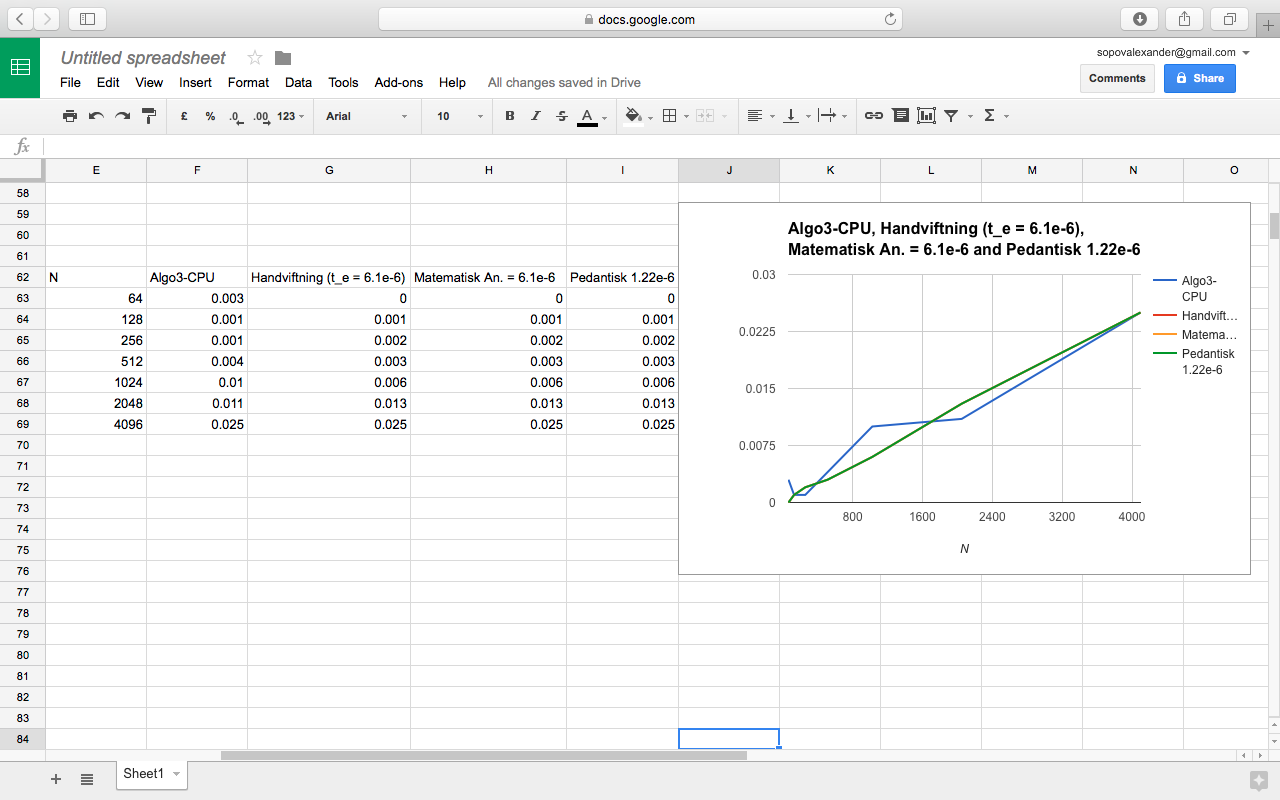 docs.google.com
Untitled spreadsheet
sopovalexander@gmail.com
File Edit View Insert Format Data Tools Add-ons Help All changes saved in Drive
Comments Share
£ % .0 .00 123 Arial 10 B I S A Σ
fx
E F G H I J K L M N O
58
59
60
61
62 N Algo3-CPU Handviftning (t_e = 6.1e-6) Matematisk An. = 6.1e-6 Pedantisk 1.22e-6
63 64 0.003 0 0 0
64 128 0.001 0.001 0.001 0.001
65 256 0.001 0.002 0.002 0.002
66 512 0.004 0.003 0.003 0.003
67 1024 0.01 0.006 0.006 0.006
68 2048 0.011 0.013 0.013 0.013
69 4096 0.025 0.025 0.025 0.025
70
71
72
73
74
75
76
77
78
79
80
81
82
83
84
Algo3-CPU, Handviftning (t_e = 6.1e-6),
Matematisk An. = 6.1e-6 and Pedantisk 1.22e-6
0.03
0.0225
0.015
0.0075
0
800 1600 2400 3200 4000
N
Algo3-
CPU
Handvift...
Matema...
Pedantisk
1.22e-6
Sheet1